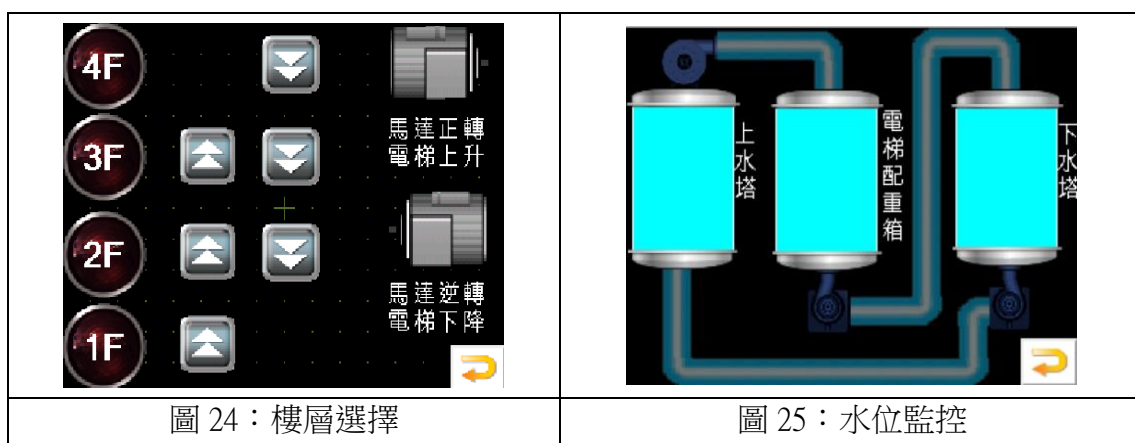 4F
3F
2F
1F
馬達正轉
電梯上升
馬達逆轉
電梯下降
上水塔
電梯配重箱
下水塔
圖 24：樓層選擇
圖 25：水位監控